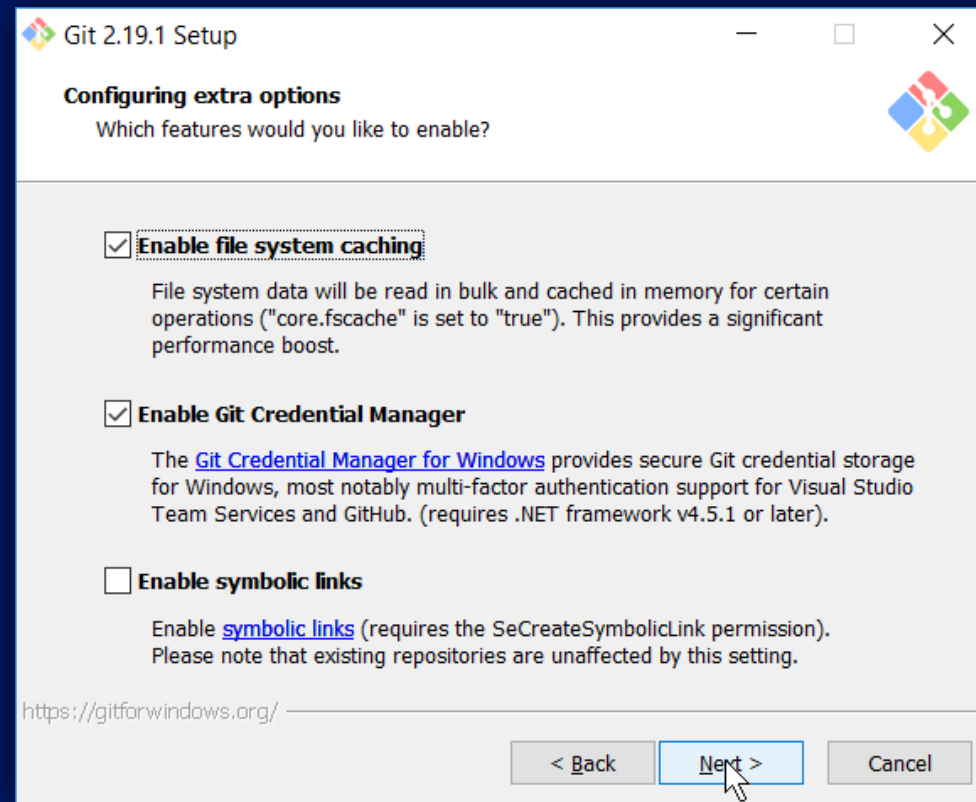 Git 2.19.1 Setup
Configuring extra options
Which features would you like to enable?
Enable file system caching
File system data will be read in bulk and cached in memory for certain
operations ("core.fscache" is set to "true"). This provides a significant
performance boost.
Enable Git Credential Manager
The Git Credential Manager for Windows provides secure Git credential storage
for Windows, most notably multi-factor authentication support for Visual Studio
Team Services and GitHub. (requires .NET framework v4.5.1 or later).
Enable symbolic links
Enable symbolic links (requires the SeCreateSymbolicLink permission).
Please note that existing repositories are unaffected by this setting.
https://gitforwindows.org/
< Back Next > Cancel